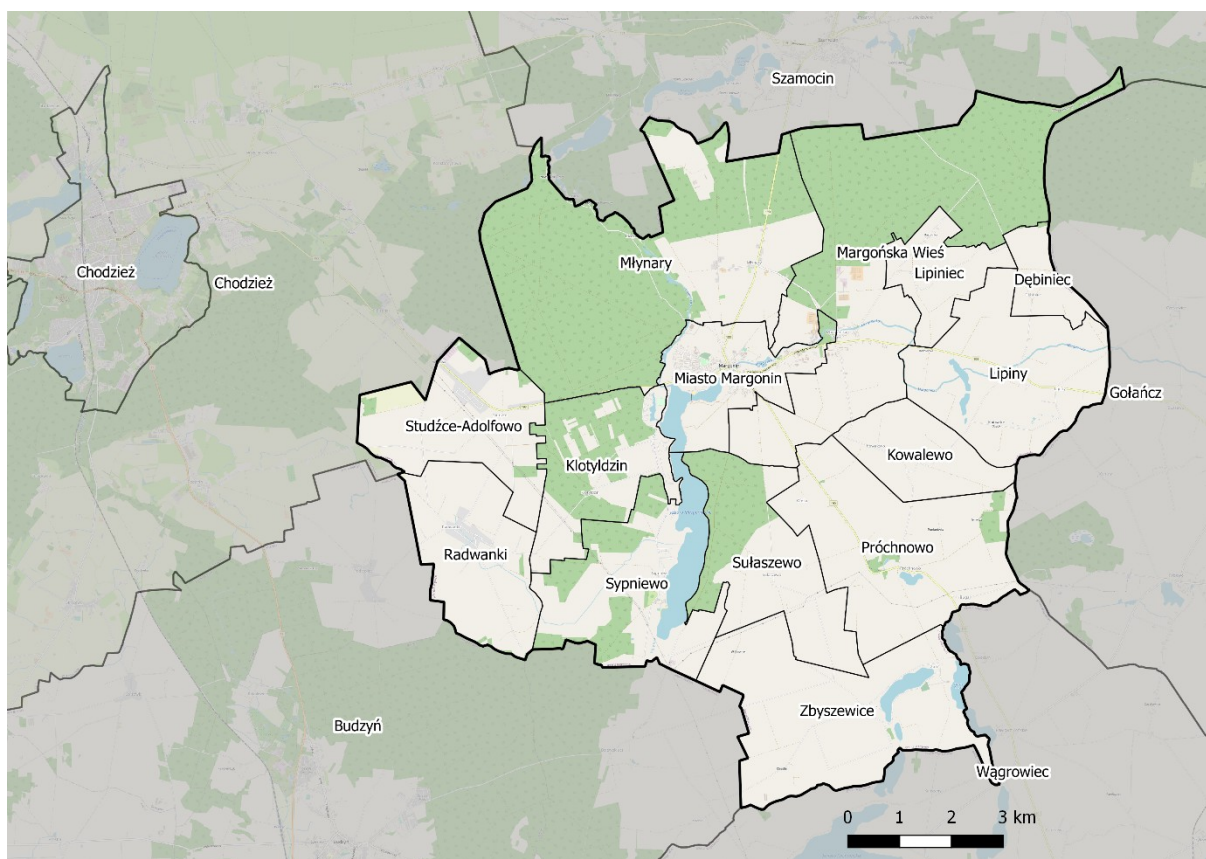 Szamocin
Młynary
Margońska Wieś
Chodzież
Chodzież
Lipiniec
Dębiniec
Miasto Margonin
Lipiny
Gołańcz
Studźce-Adolfowo
Kowalewo
Klotyldzin
Radwanki
Sypniewo
Sułaszewo
Próchnowo
Zbyszewice
Budzyń
Wągrowiec
0 1 2 3 km